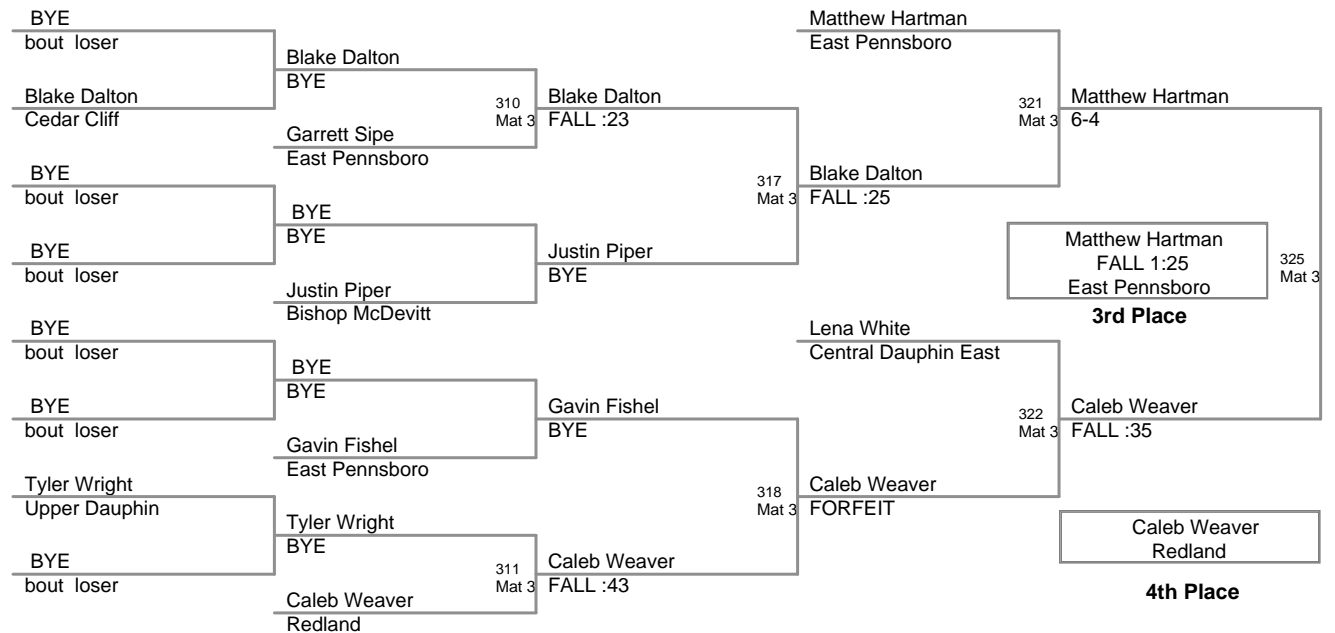 BYE
bout loser
Blake Dalton
Cedar Cliff
BYE
bout loser
BYE
bout loser
BYE
bout loser
BYE
bout loser
Tyler Wright
Upper Dauphin
BYE
bout loser
Blake Dalton
BYE
Garrett Sipe
East Pennsboro
BYE
BYE
Justin Piper
Bishop McDevitt
BYE
BYE
Gavin Fishel
East Pennsboro
Tyler Wright
BYE
Caleb Weaver
Redland
310
Mat 3
Blake Dalton
FALL :23
Justin Piper
BYE
Gavin Fishel
BYE
311
Mat 3
Caleb Weaver
FALL :43
Matthew Hartman
East Pennsboro
317
Mat 3
Blake Dalton
FALL :25
Lena White
Central Dauphin East
318
Mat 3
Caleb Weaver
FORFEIT
321
Mat 3
Matthew Hartman
6-4
322
Mat 3
Caleb Weaver
FALL :35
Matthew Hartman
FALL 1:25
East Pennsboro
3rd Place
325
Mat 3
Caleb Weaver
Redland
4th Place